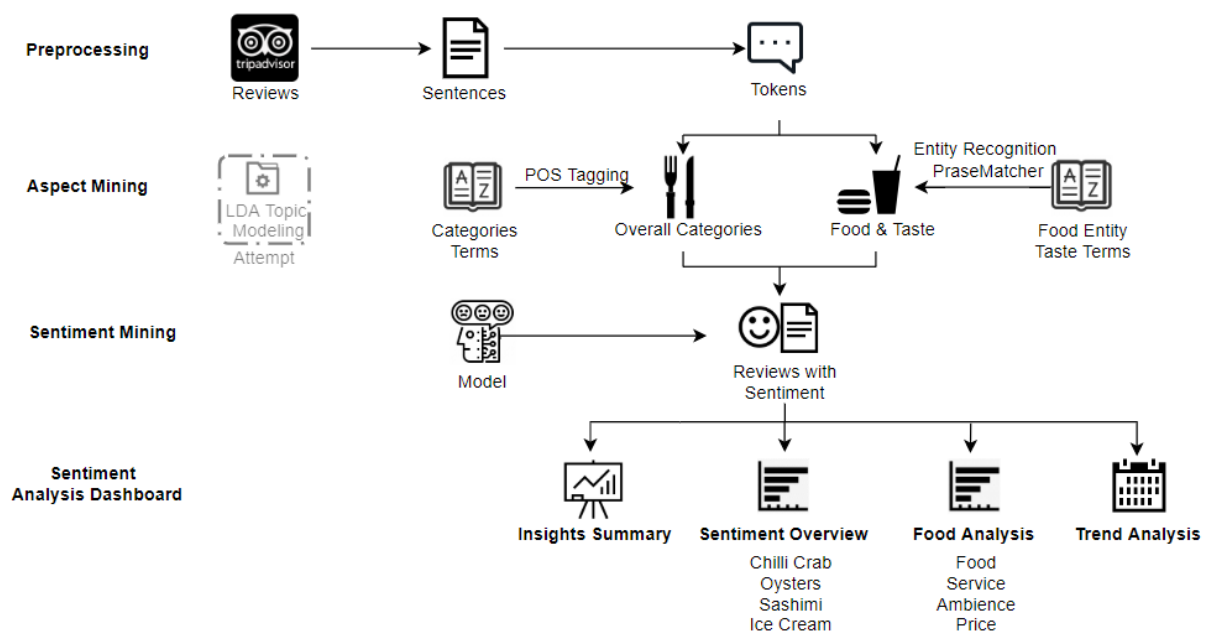 Preprocessing
tripadvisor
Reviews
Sentences
Tokens
Aspect Mining
LDA Topic
Modeling
Attempt
A
Z
Categories
Terms
POS Tagging
Overall Categories
Food & Taste
Entity Recognition
PraseMatcher
A
Z
Food Entity
Taste Terms
Sentiment Mining
Model
Reviews with
Sentiment
Sentiment
Analysis Dashboard
Insights Summary
Sentiment Overview
Chilli Crab
Oysters
Sashimi
Ice Cream
Food Analysis
Food
Service
Ambience
Price
Trend Analysis